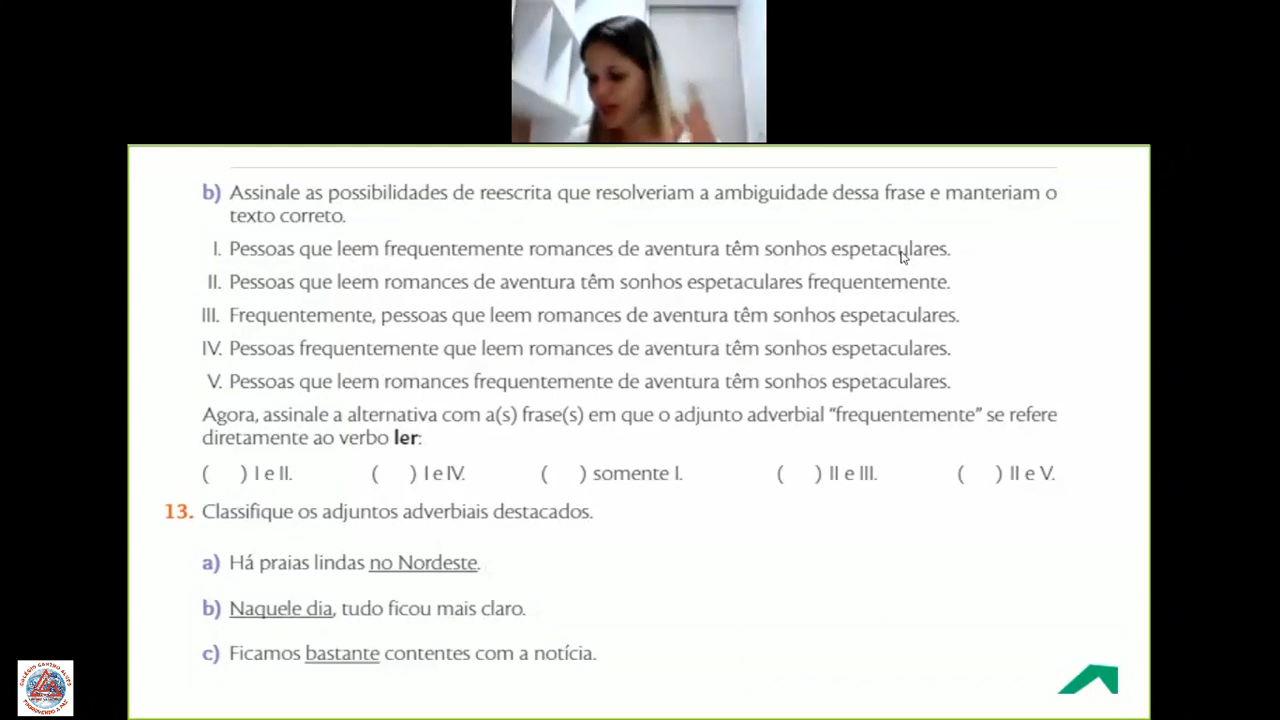 b) Assinale as possibilidades de reescrita que resolveriam a ambiguidade dessa frase e manteriam o
texto correto.
I. Pessoas que leem frequentemente romances de aventura têm sonhos espetaculares.
II. Pessoas que leem romances de aventura têm sonhos espetaculares frequentemente.
III. Frequentemente, pessoas que leem romances de aventura têm sonhos espetaculares.
IV. Pessoas frequentemente que leem romances de aventura têm sonhos espetaculares.
V. Pessoas que leem romances frequentemente de aventura têm sonhos espetaculares.
Agora, assinale a alternativa com a(s) frase(s) em que o adjunto adverbial “frequentemente” se refere
diretamente ao verbo ler:
( ) I e II. ( ) I e IV. ( ) somente I. ( ) II e III. ( ) II e V.
13. Classifique os adjuntos adverbiais destacados.
a) Há praias lindas no Nordeste.
b) Naquele dia, tudo ficou mais claro.
c) Ficamos bastante contentes com a notícia.